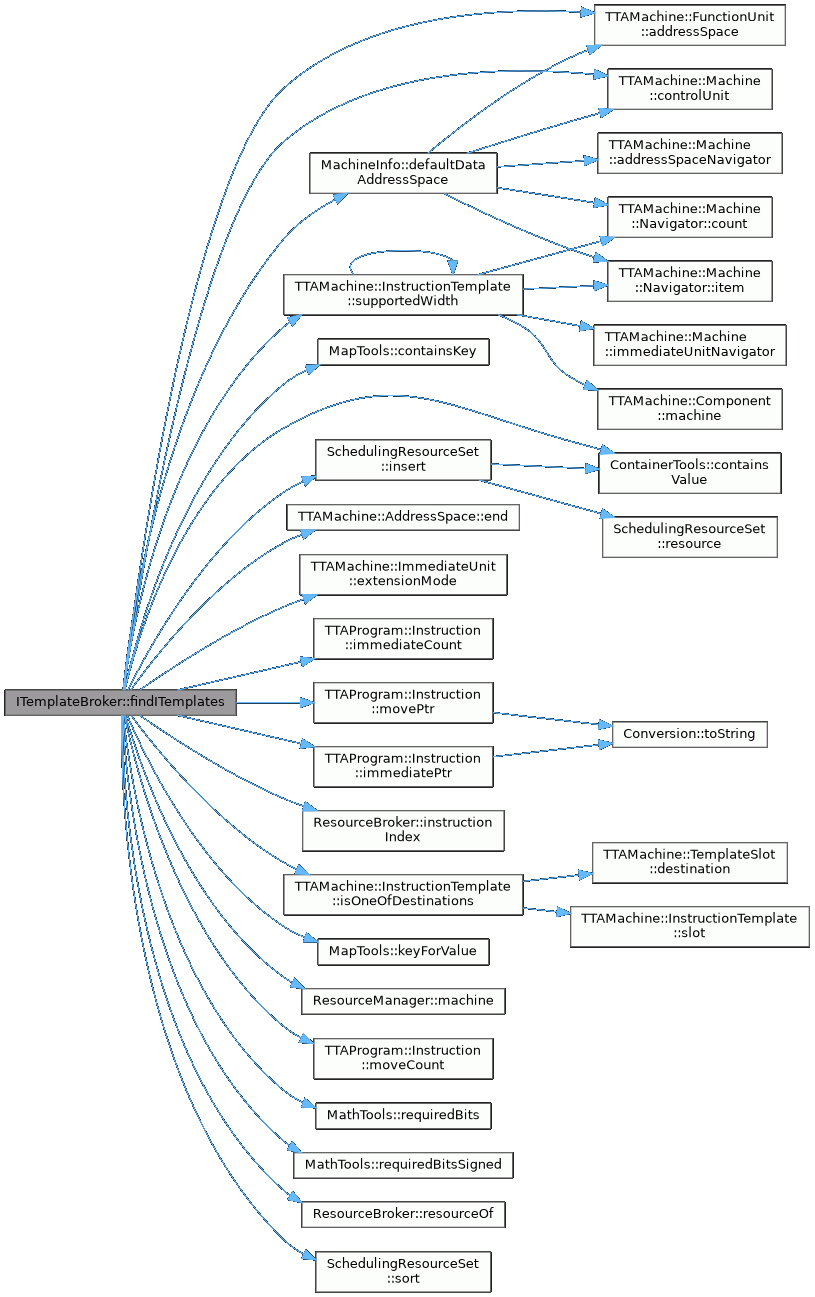 TTAMachine::FunctionUnit
::addressSpace
TTAMachine::Machine
::controlUnit
TTAMachine::Machine
::addressSpaceNavigator
MachineInfo::defaultData
AddressSpace
TTAMachine::Machine
::Navigator::count
TTAMachine::Machine
::Navigator::item
TTAMachine::InstructionTemplate
::supportedWidth
TTAMachine::Machine
::immediateUnitNavigator
MapTools::containsKey
TTAMachine::Component
::machine
SchedulingResourceSet
::insert
ContainerTools::contains
Value
TTAMachine::AddressSpace::end
SchedulingResourceSet
::resource
TTAMachine::ImmediateUnit
::extensionMode
TTAProgram::Instruction
::immediateCount
ITemplateBroker::findITemplates
TTAProgram::Instruction
::movePtr
Conversion::toString
TTAProgram::Instruction
::immediatePtr
ResourceBroker::instruction
Index
TTAMachine::TemplateSlot
::destination
TTAMachine::InstructionTemplate
::isOneOfDestinations
TTAMachine::InstructionTemplate
::slot
MapTools::keyForValue
ResourceManager::machine
TTAProgram::Instruction
::moveCount
MathTools::requiredBits
MathTools::requiredBitsSigned
ResourceBroker::resourceOf
SchedulingResourceSet
::sort